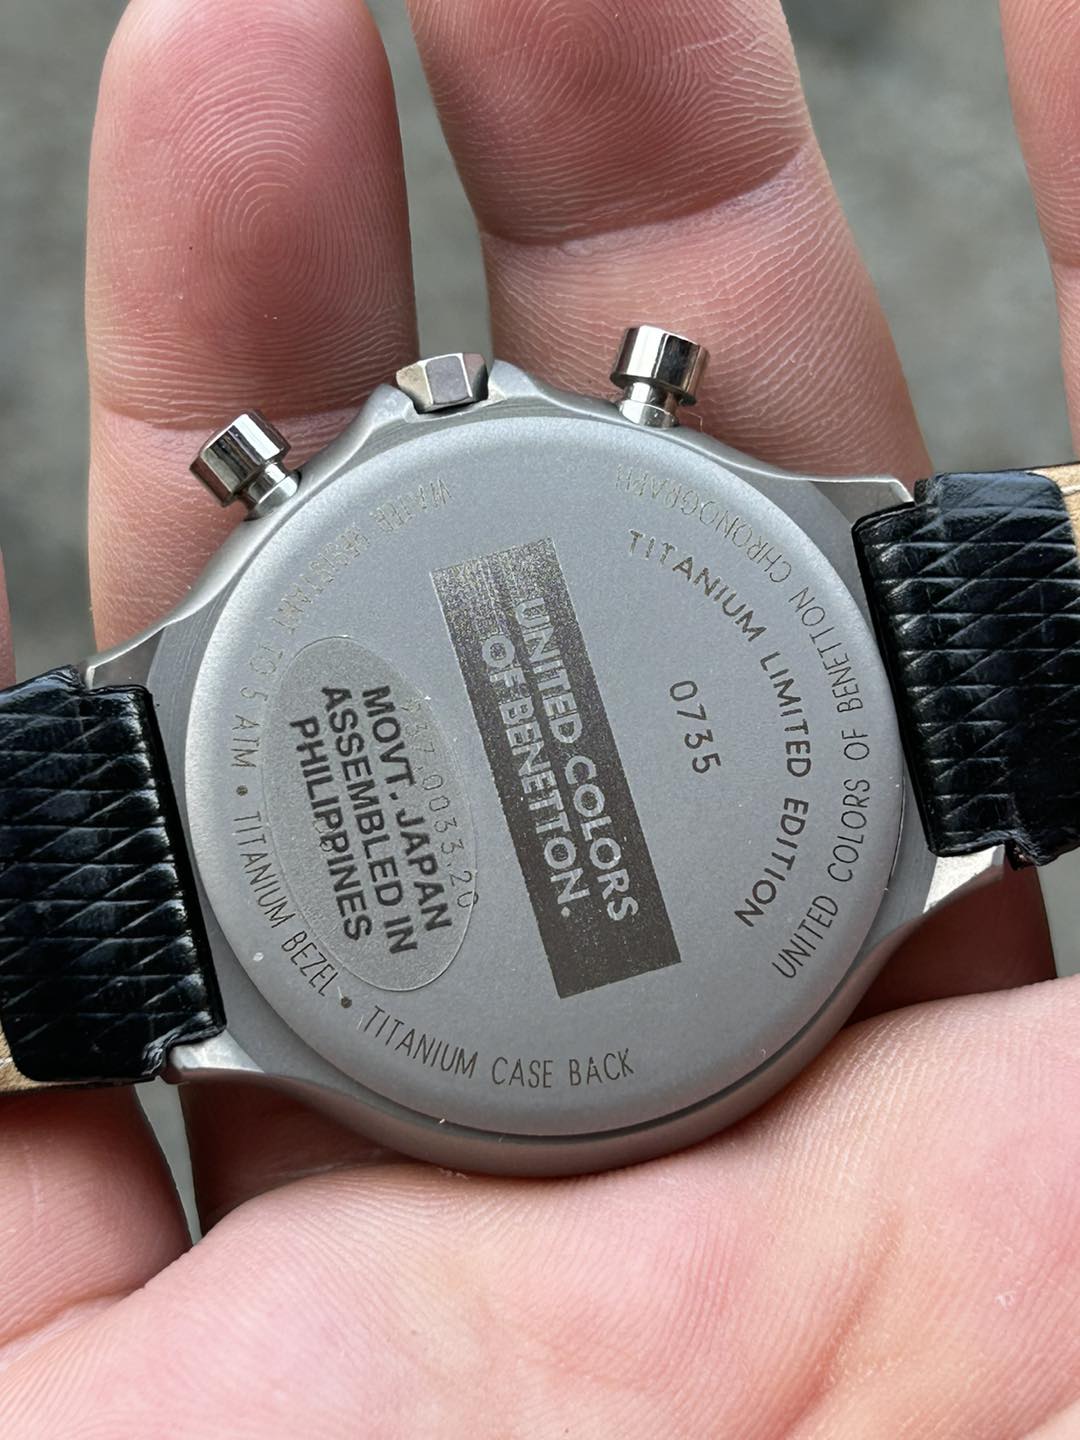 UNITED COLORS OF BENETTON CHRONOGRAPH
WATER RESISTANT TO 5 ATM • TITANIUM BEZEL • TITANIUM CASE BACK
TITANIUM LIMITED EDITION
0735
UNITED COLORS
OF BENETTON.
MOVT. JAPAN
ASSEMBLED IN
PHILIPPINES